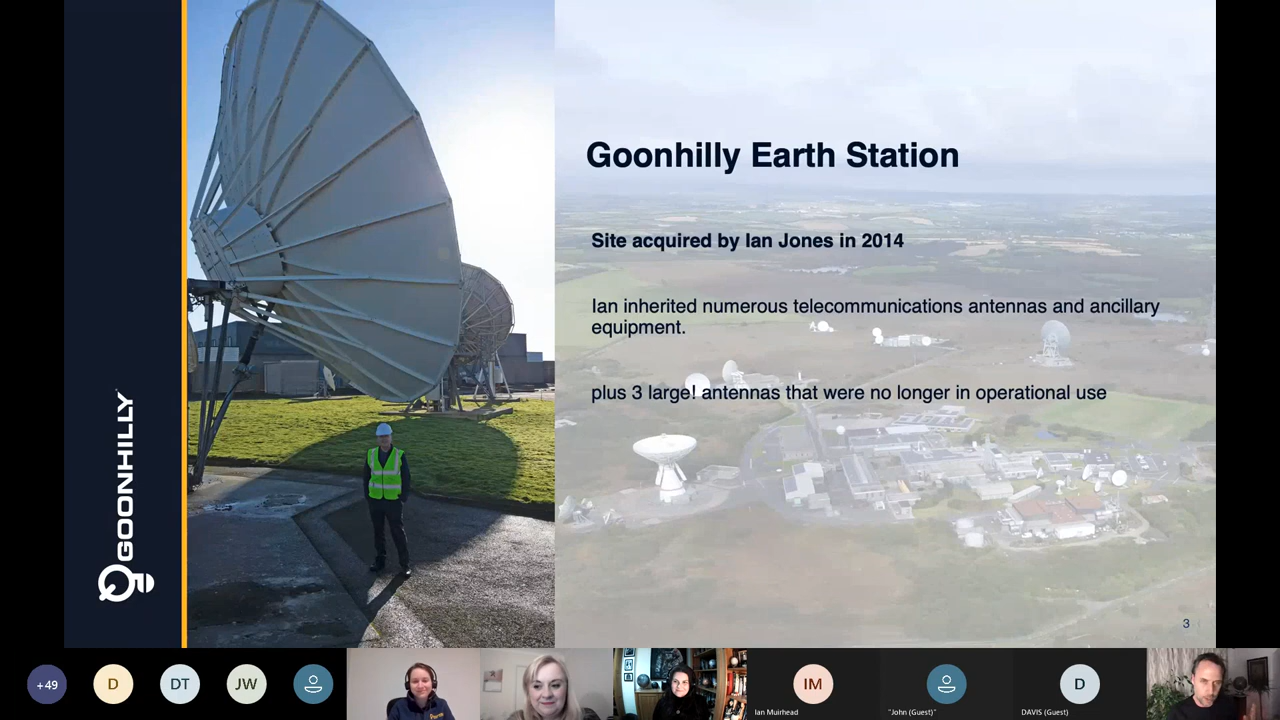 Goonhilly Earth Station
Site acquired by Ian Jones in 2014
Ian inherited numerous telecommunications antennas and ancillary
equipment.
plus 3 large! antennas that were no longer in operational use
GOONHILLY
3
+49
D
DT
JW
IM
Ian Muirhead
"John (Guest)"
D
DAVIS (Guest)